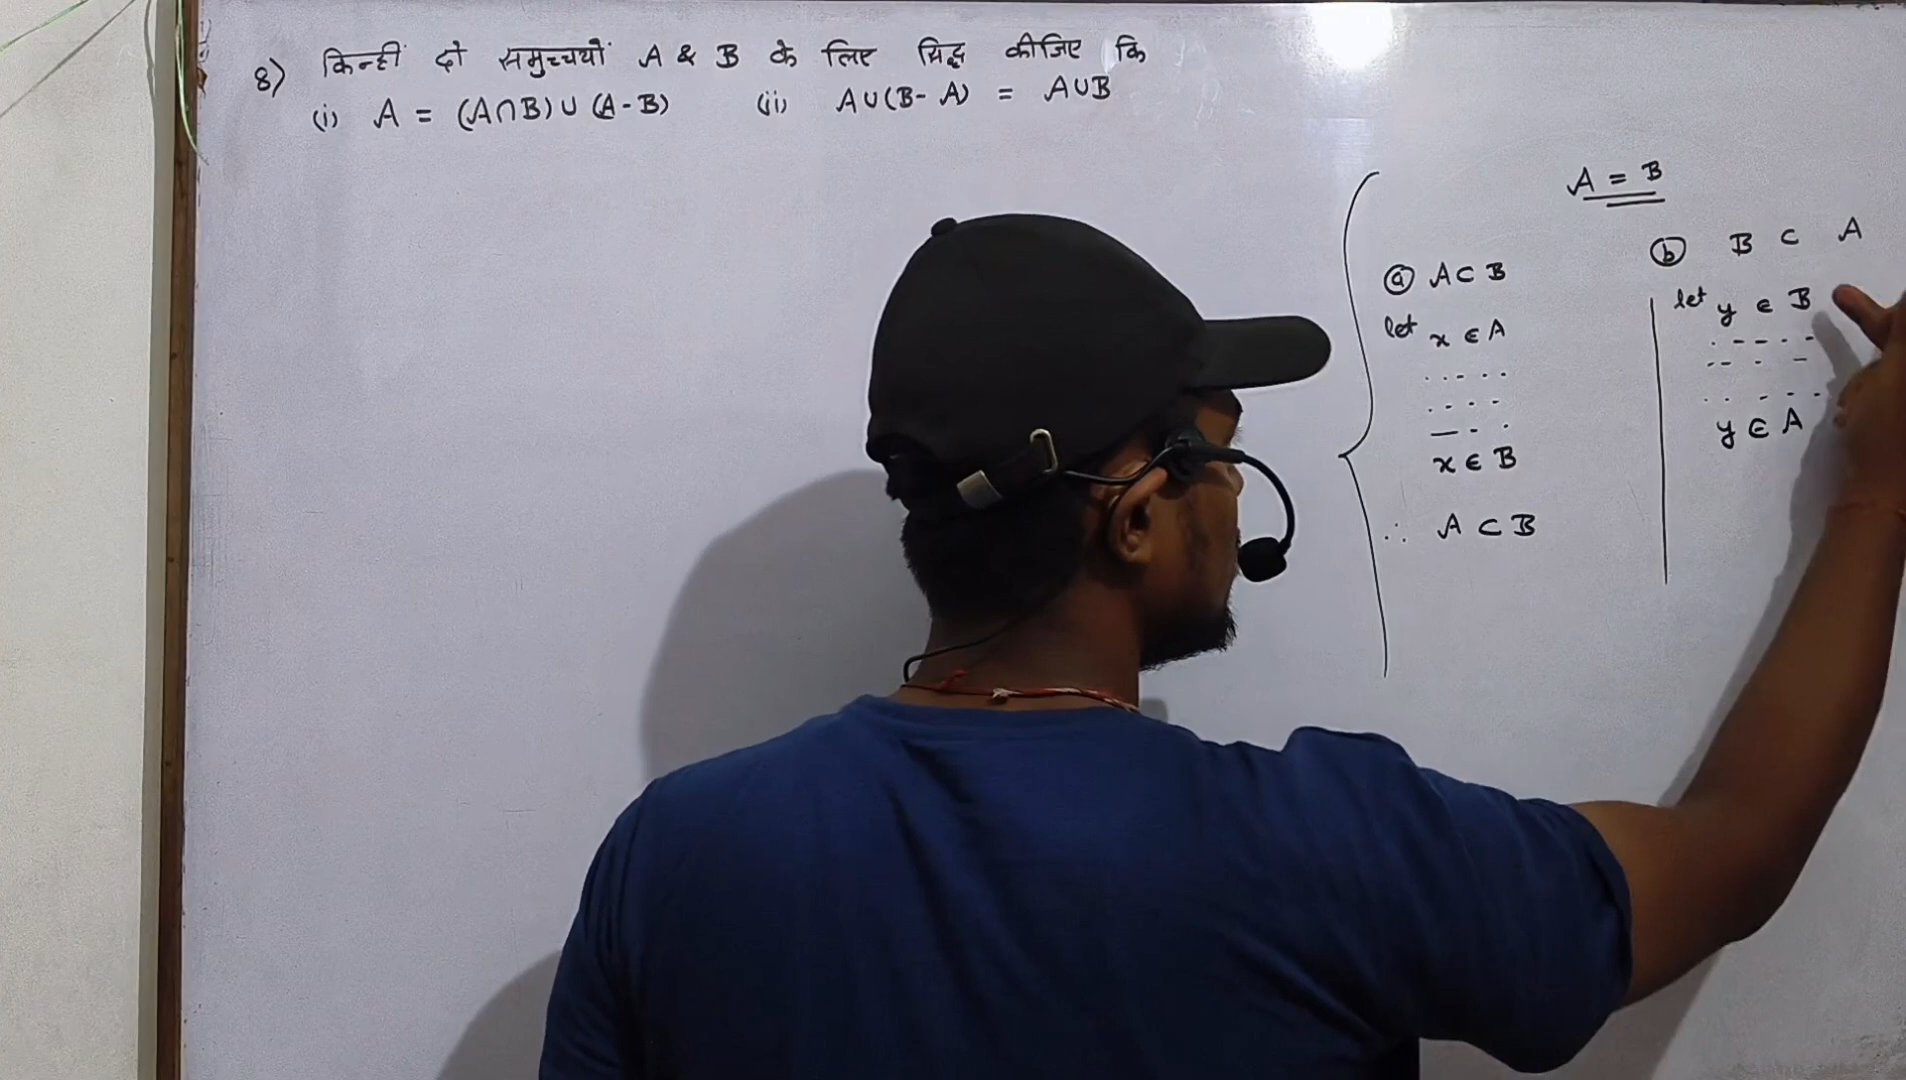 8) किन्हीं दो समुच्चयों A & B के लिए सिद्ध कीजिए कि
(i) A = (A∩B)∪(A-B) (ii) A∪(B-A) = A∪B
A = B
ⓐ A⊂B
let x ∈ A
x ∈ B
∴ A ⊂ B
ⓑ B ⊂ A
let y ∈ B
y ∈ A